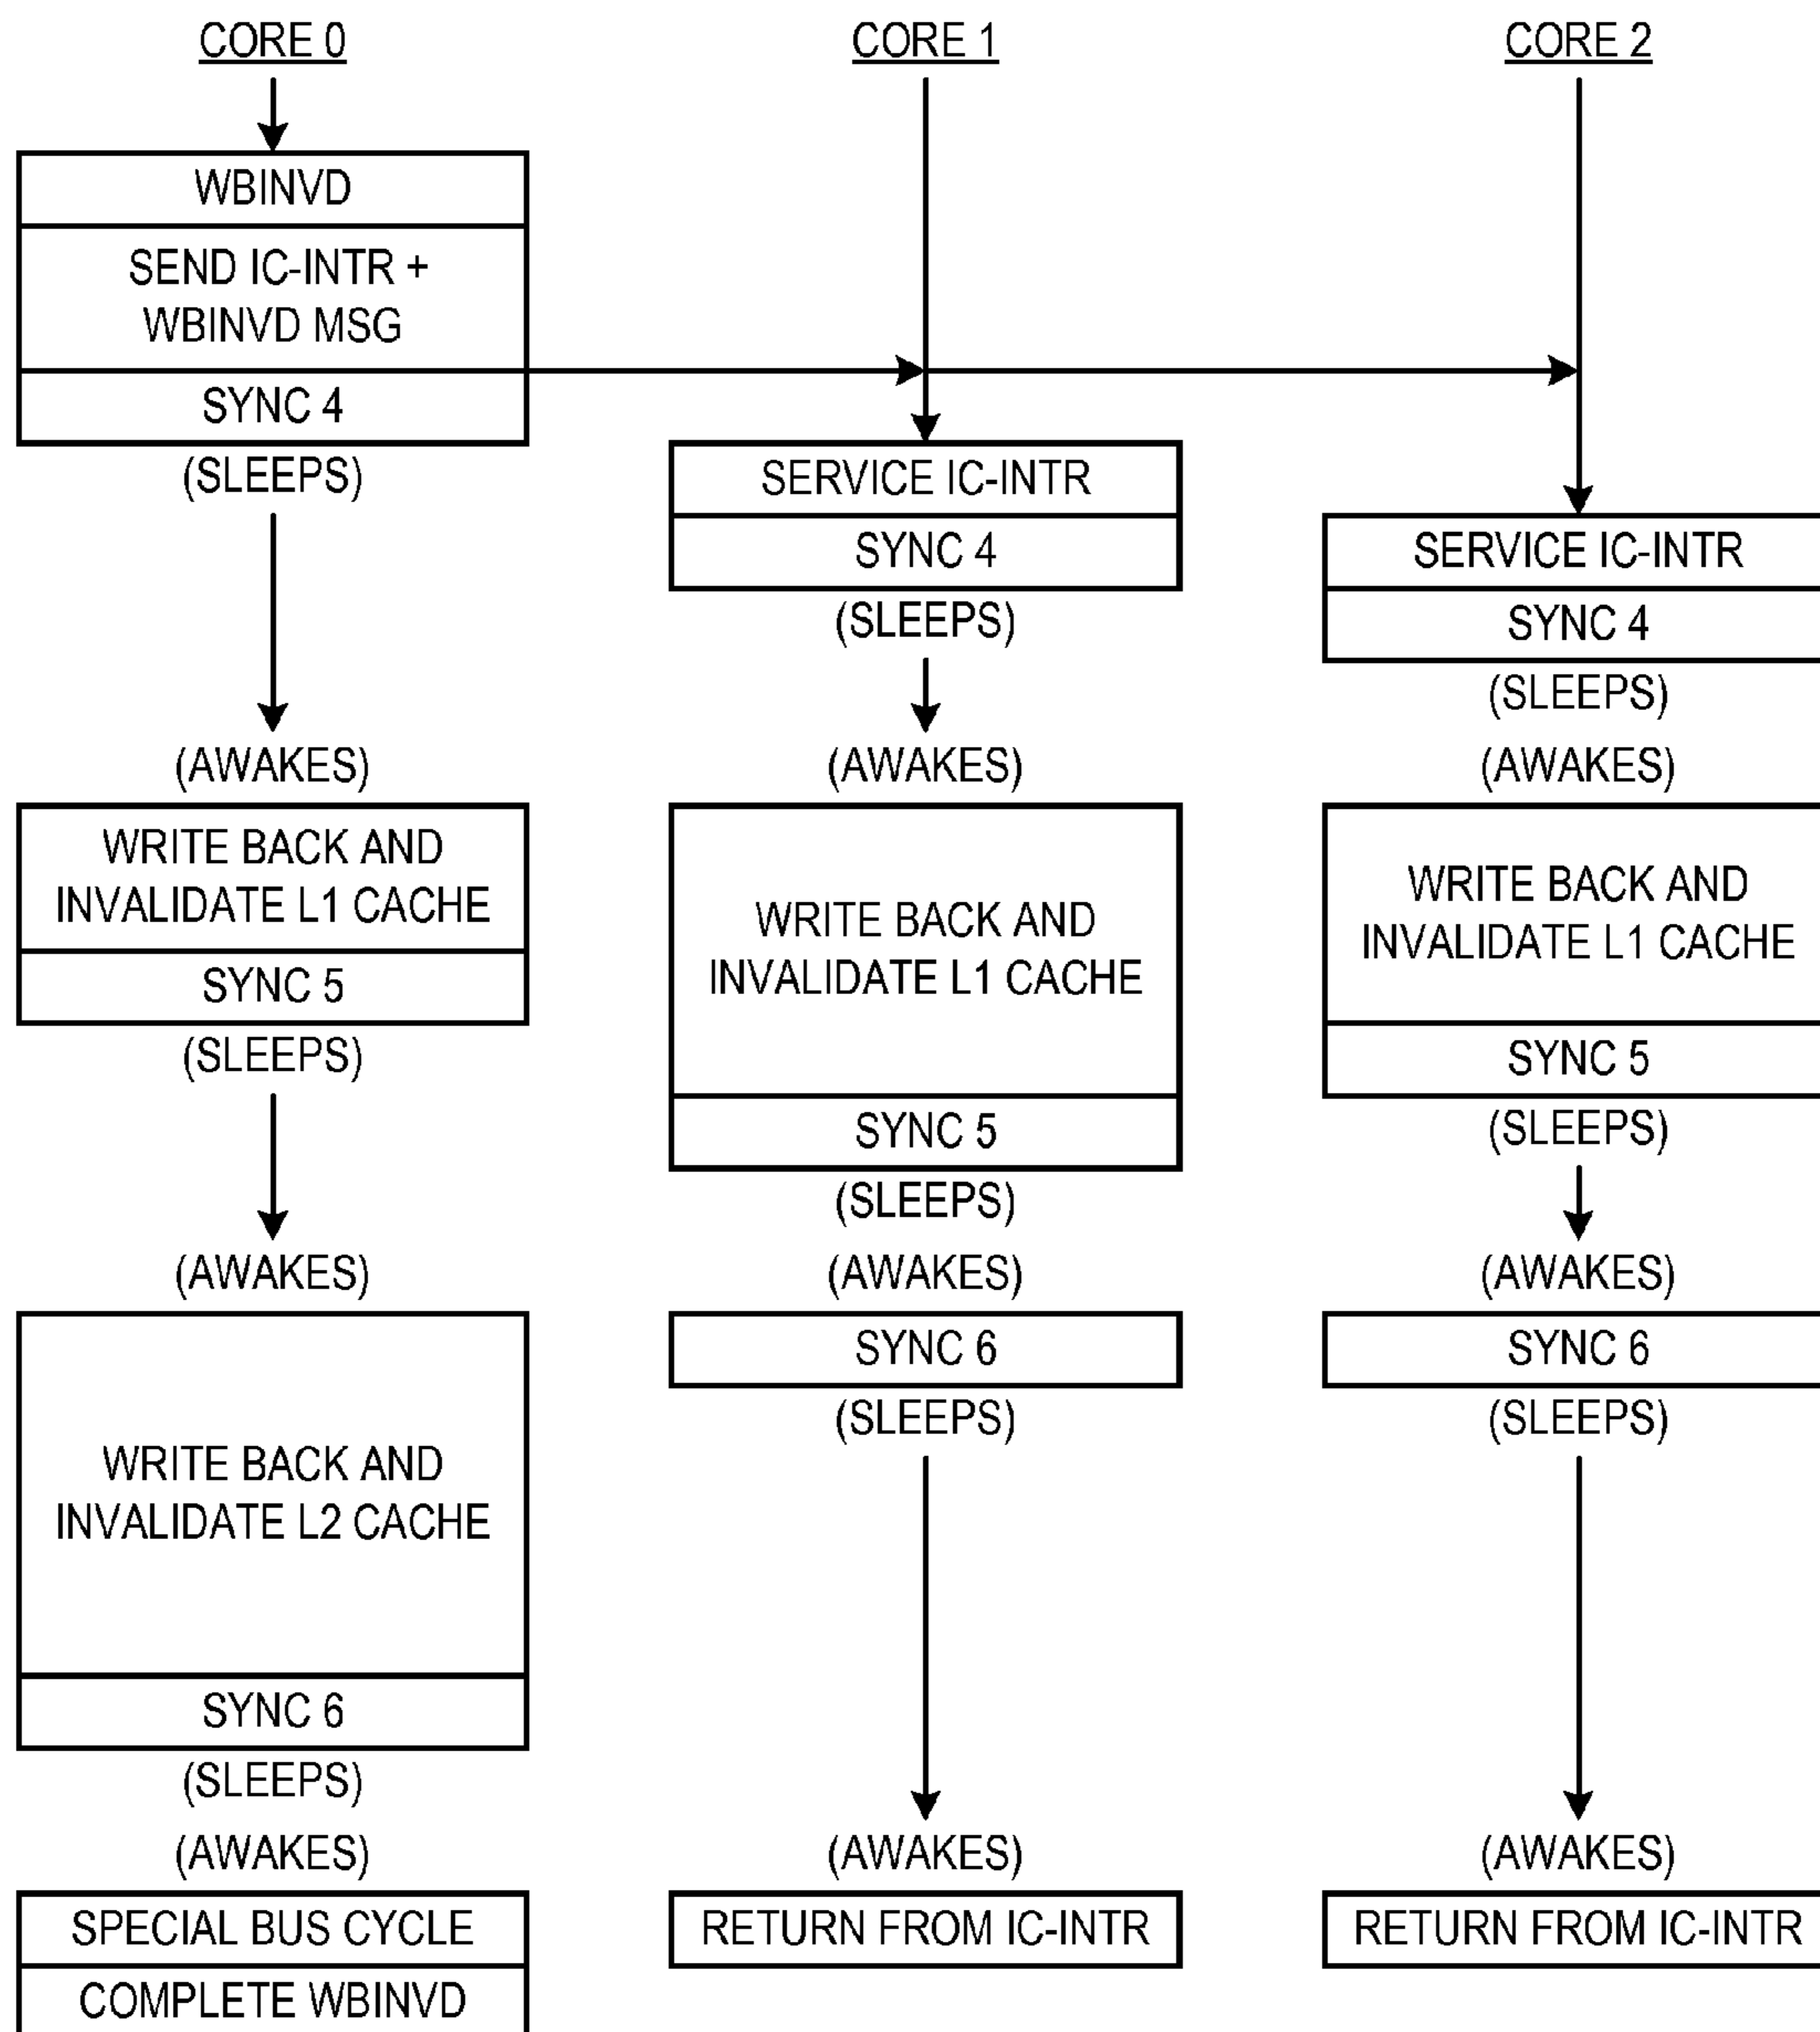 CORE 0
WBINVD
SEND IC-INTR +
WBINVD MSG
SYNC 4
(SLEEPS)
(AWAKES)
WRITE BACK AND
INVALIDATE L1 CACHE
SYNC 5
(SLEEPS)
(AWAKES)
WRITE BACK AND
INVALIDATE L2 CACHE
SYNC 6
(SLEEPS)
(AWAKES)
SPECIAL BUS CYCLE
COMPLETE WBINVD
CORE 1
SERVICE IC-INTR
SYNC 4
(SLEEPS)
(AWAKES)
WRITE BACK AND
INVALIDATE L1 CACHE
SYNC 5
(SLEEPS)
(AWAKES)
SYNC 6
(SLEEPS)
(AWAKES)
RETURN FROM IC-INTR
CORE 2
SERVICE IC-INTR
SYNC 4
(SLEEPS)
(AWAKES)
WRITE BACK AND
INVALIDATE L1 CACHE
SYNC 5
(SLEEPS)
(AWAKES)
SYNC 6
(SLEEPS)
(AWAKES)
RETURN FROM IC-INTR